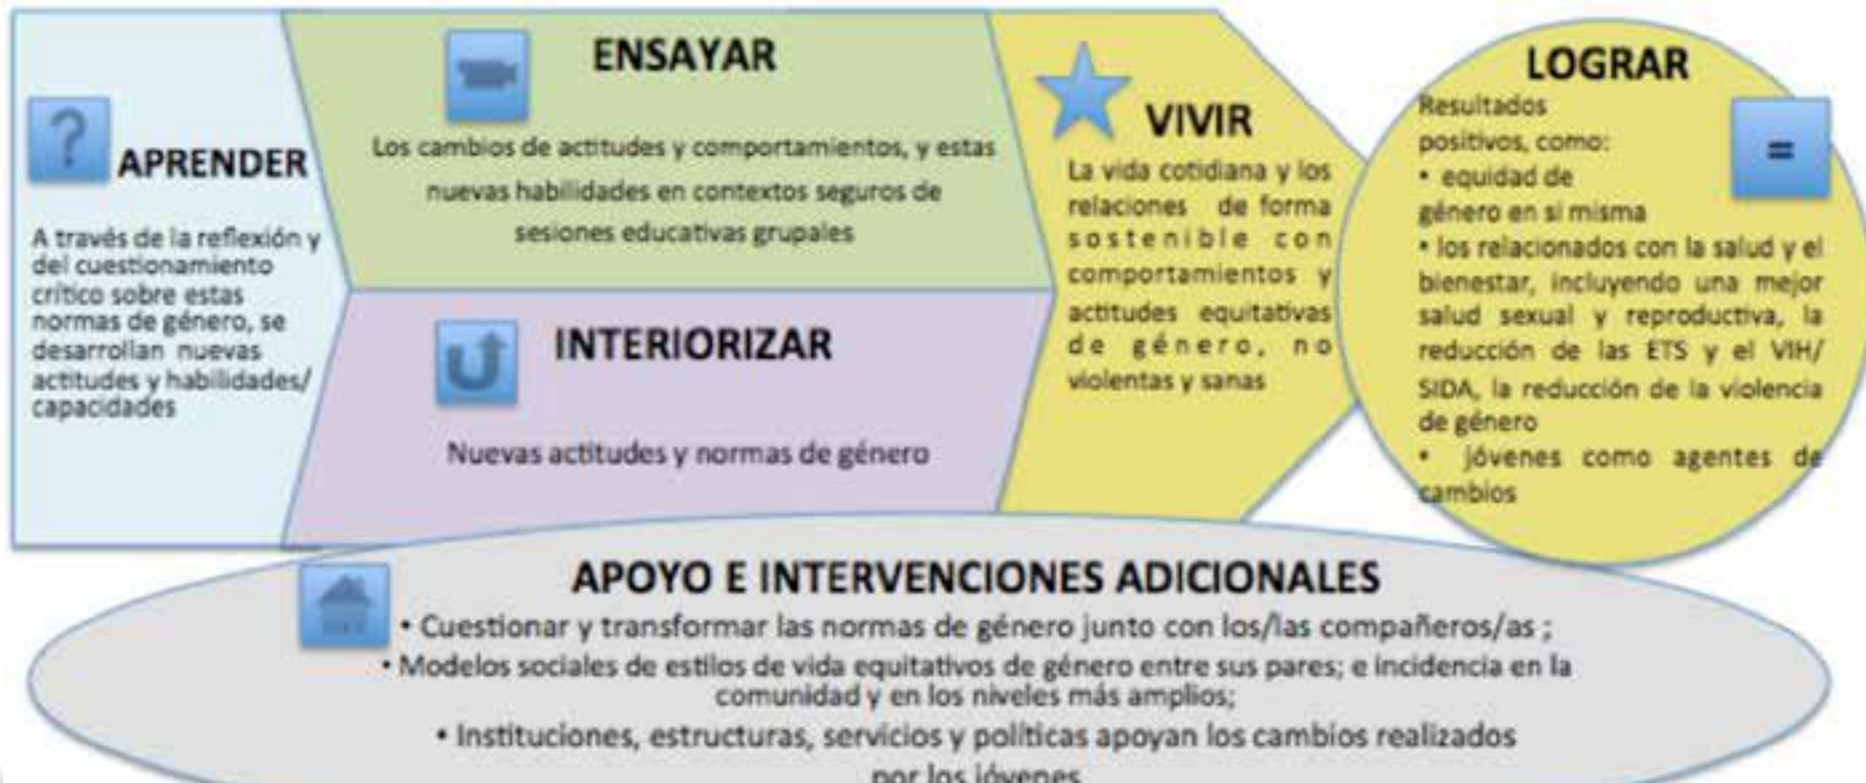 APRENDER
A través de la reflexión y
del cuestionamiento
crítico sobre estas
normas de género, se
desarrollan nuevas
actitudes y habilidades/
capacidades
ENSAYAR
Los cambios de actitudes y comportamientos, y estas
nuevas habilidades en contextos seguros de
sesiones educativas grupales
INTERIORIZAR
Nuevas actitudes y normas de género
VIVIR
La vida cotidiana y los
relaciones de forma
sostenible con
comportamientos y
actitudes equitativas
de género, no
violentas y sanas
LOGRAR
Resultados
positivos, como:
• equidad de
género en si misma
• los relacionados con la salud y el
bienestar, incluyendo una mejor
salud sexual y reproductiva, la
reducción de las ETS y el VIH/
SIDA, la reducción de la violencia
de género
• jóvenes como agentes de
cambios
APOYO E INTERVENCIONES ADICIONALES
• Cuestionar y transformar las normas de género junto con los/las compañeros/as ;
• Modelos sociales de estilos de vida equitativos de género entre sus pares; e incidencia en la
comunidad y en los niveles más amplios;
• Instituciones, estructuras, servicios y políticas apoyan los cambios realizados
por los jóvenes